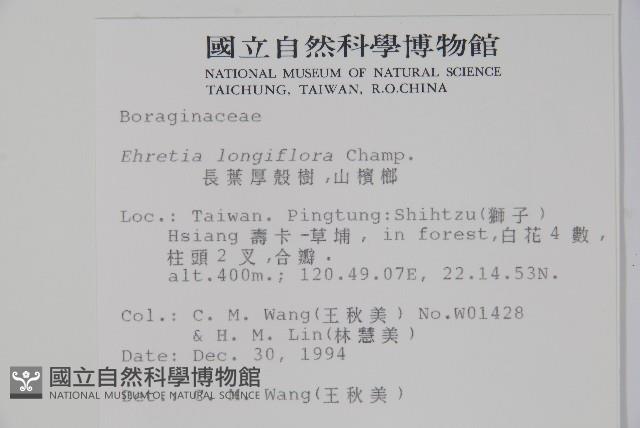 國立自然科學博物館
NATIONAL MUSEUM OF NATURAL SCIENCE
TAICHUNG, TAIWAN, R.O.CHINA
Boraginaceae
Ehretia longiflora Champ.
長葉厚殼樹,山檳榔
Loc.: Taiwan. Pingtung:Shihtzu(獅子)
Hsiang 壽卡-草埔, in forest,白花4數,
柱頭2叉,合瓣.
alt.400m.; 120.49.07E, 22.14.53N.
Col.: C. M. Wang(王秋美) No.W01428
& H. M. Lin(林慧美)
Date: Dec. 30, 1994
國立自然科學博物館
NATIONAL MUSEUM OF NATURAL SCIENCE
Wang(王秋美)